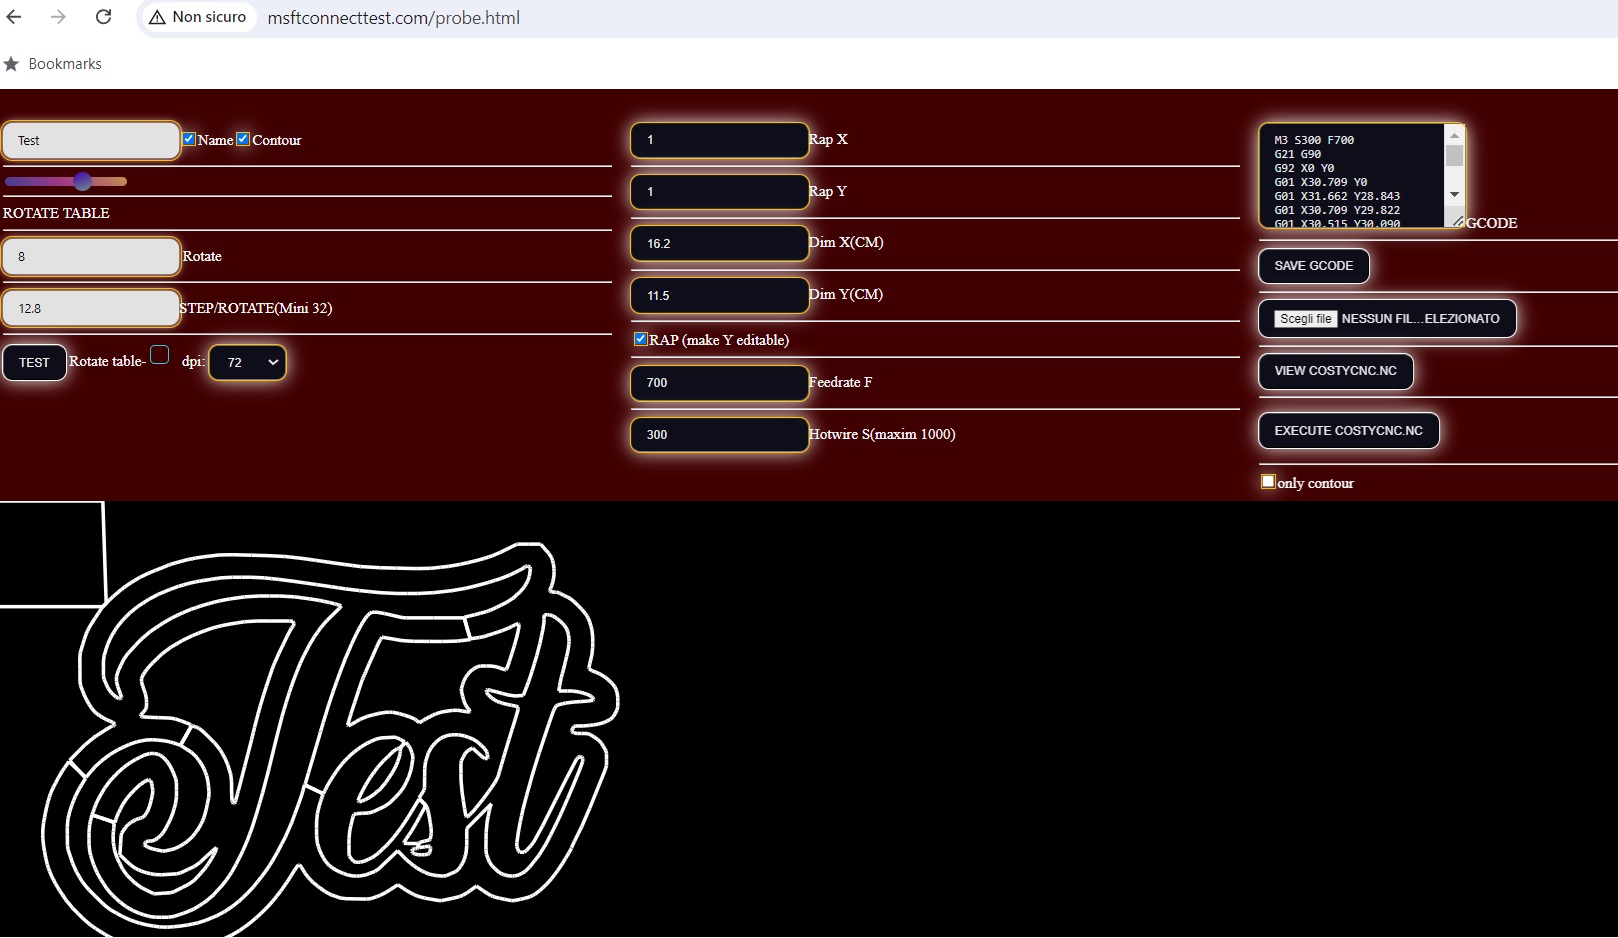 Non sicuro msftconnecttest.com/probe.html
Bookmarks
Test Name Contour
ROTATE TABLE
8 Rotate
12.8 STEP/ROTATE(Mini 32)
TEST Rotate table- dpi: 72
1 Rap X
1 Rap Y
16.2 Dim X(CM)
11.5 Dim Y(CM)
RAP (make Y editable)
700 Feedrate F
300 Hotwire S(maxim 1000)
M3 S300 F700
G21 G90
G92 X0 Y0
G01 X30.709 Y0
G01 X31.662 Y28.843
G01 X30.709 Y29.822
G01 X30.515 Y30.090
GCODE
SAVE GCODE
Scegli file NESSUN FIL...ELEZIONATO
VIEW COSTYCNC.NC
EXECUTE COSTYCNC.NC
only contour
Test